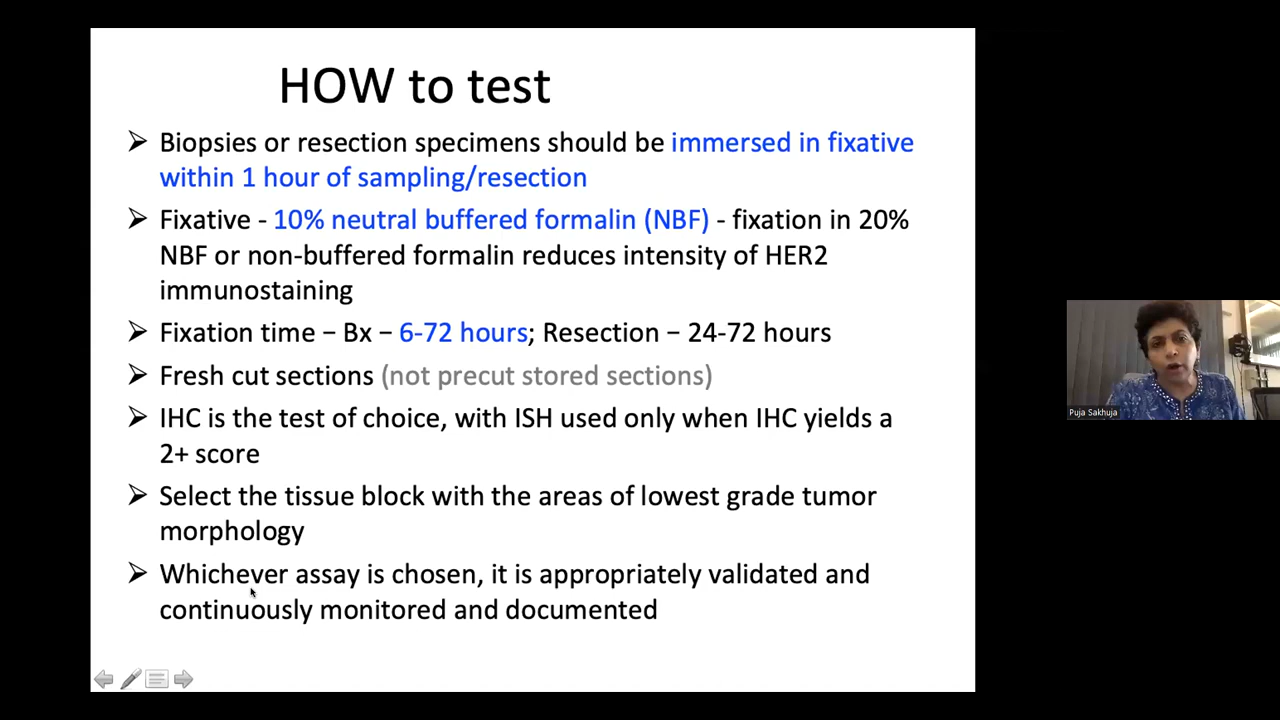 HOW to test
➢ Biopsies or resection specimens should be immersed in fixative
within 1 hour of sampling/resection
➢ Fixative - 10% neutral buffered formalin (NBF) - fixation in 20%
NBF or non-buffered formalin reduces intensity of HER2
immunostaining
➢ Fixation time – Bx – 6-72 hours; Resection – 24-72 hours
➢ Fresh cut sections (not precut stored sections)
➢ IHC is the test of choice, with ISH used only when IHC yields a
2+ score
➢ Select the tissue block with the areas of lowest grade tumor
morphology
➢ Whichever assay is chosen, it is appropriately validated and
continuously monitored and documented
Puja Sakhuja